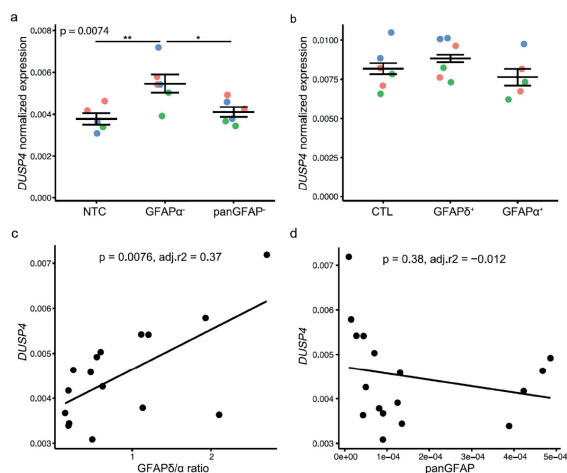 a
p = 0.0074
**
*
DUSP4 normalized expression
0.008
0.006
0.004
0.002
0.000
NTC
GFAPα-
panGFAP-
b
DUSP4 normalized expression
0.0100
0.0075
0.0050
0.0025
0.0000
CTL
GFAPδ+
GFAPα+
c
p = 0.0076, adj.r2 = 0.37
DUSP4
0.007
0.006
0.005
0.004
0.003
1
2
GFAPδ/α ratio
d
p = 0.38, adj.r2 = −0.012
DUSP4
0.007
0.006
0.005
0.004
0.003
0e+00
1e-04
2e-04
3e-04
4e-04
5e-04
panGFAP